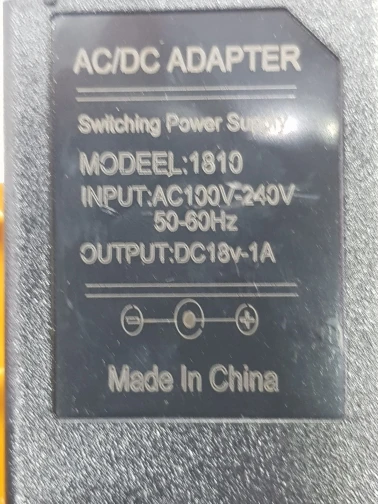 AC/DC ADAPTER
Switching Power Supply
MODEEL:1810
INPUT:AC100V-240V
50-60Hz
OUTPUT:DC18v-1A
Made In China